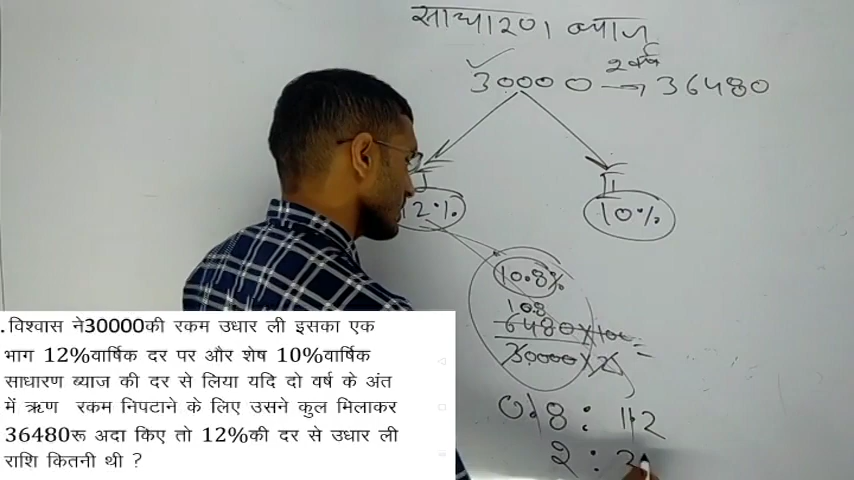 साधारण ब्याज
2 वर्ष
30000 → 36480
I II
12% 10%
10.8%
108
6480×100 =
30000×2
0.8 : 1.2
2 : 3
. विश्वास ने30000की रकम उधार ली इसका एक
भाग 12%वार्षिक दर पर और शेष 10%वार्षिक
साधारण ब्याज की दर से लिया यदि दो वर्ष के अंत
में ऋण रकम निपटाने के लिए उसने कुल मिलाकर
36480रू अदा किए तो 12%की दर से उधार ली
राशि कितनी थी ?